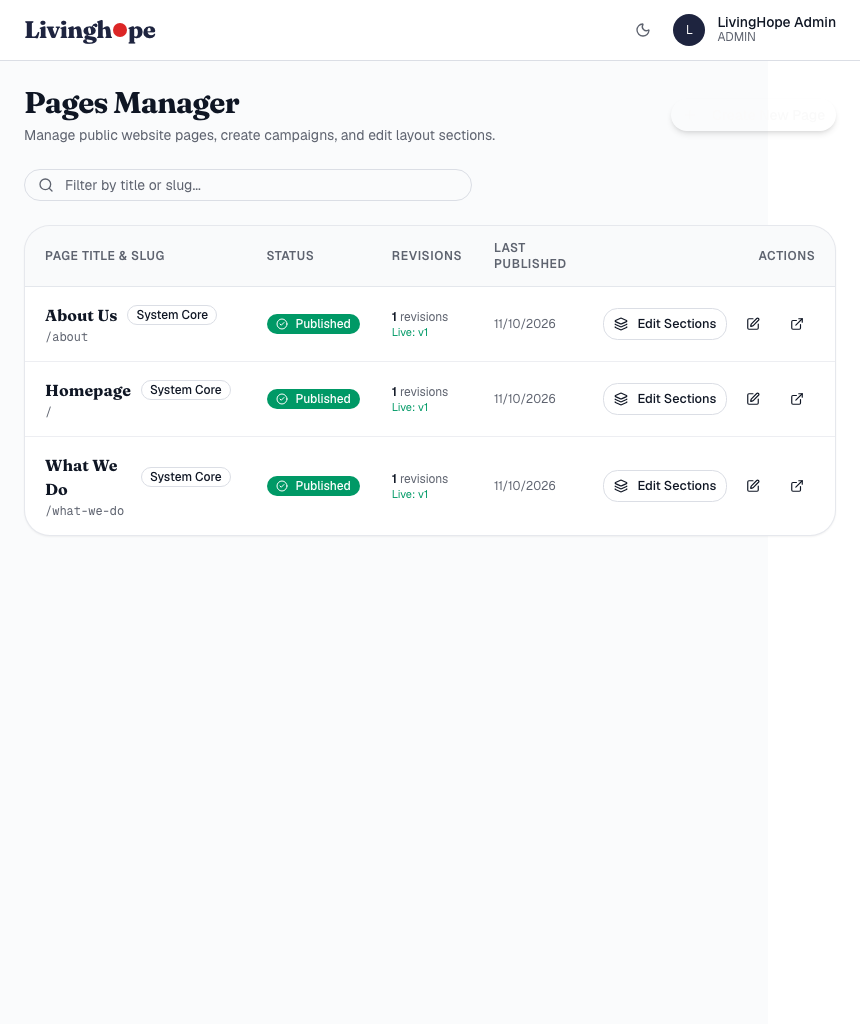 Livinghope
L
LivingHope Admin
ADMIN
Pages Manager
Manage public website pages, create campaigns, and edit layout sections.
Page
Filter by title or slug...
PAGE TITLE & SLUG
STATUS
REVISIONS
LAST
PUBLISHED
ACTIONS
About Us
System Core
/about
Published
1 revisions
Live: v1
11/10/2026
Edit Sections
Homepage
System Core
/
Published
1 revisions
Live: v1
11/10/2026
Edit Sections
What We
Do
System Core
/what-we-do
Published
1 revisions
Live: v1
11/10/2026
Edit Sections